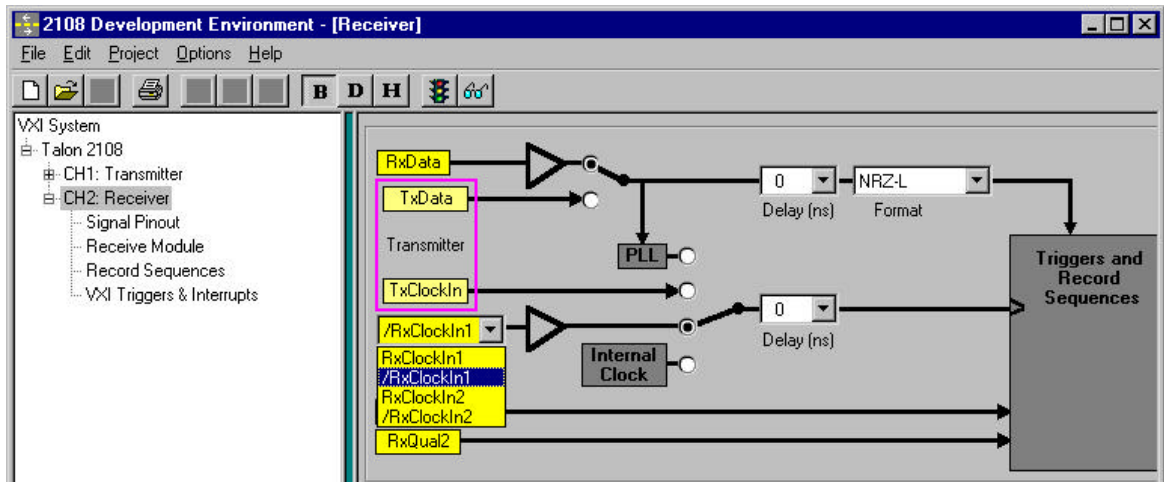 2108 Development Environment - [Receiver]
File Edit Project Options Help
B D H
VXI System
Talon 2108
CH1: Transmitter
CH2: Receiver
Signal Pinout
Receive Module
Record Sequences
VXI Triggers & Interrupts
RxData
TxData
Transmitter
TxClockIn
/RxClockIn1
RxClockIn1
/RxClockIn1
RxClockIn2
/RxClockIn2
RxQual2
PLL
Internal
Clock
0
Delay (ns)
NRZ-L
Format
0
Delay (ns)
Triggers and
Record
Sequences